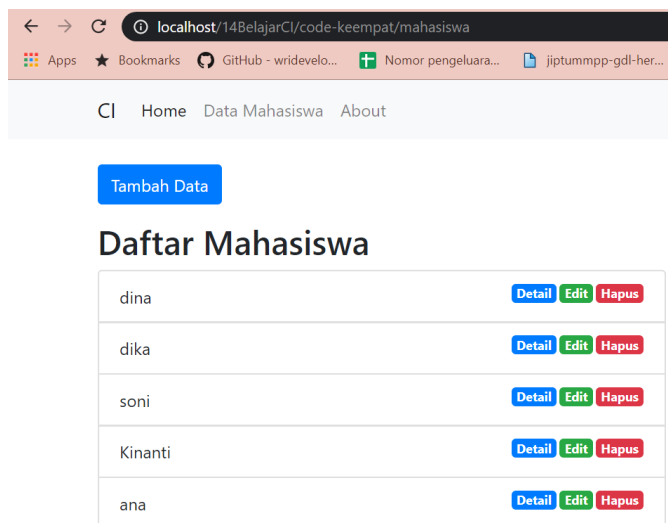 localhost/14BelajarCI/code-keempat/mahasiswa
Apps Bookmarks GitHub - wridevelo... Nomor pengeluara... jiptummpp-gdl-her...
CI Home Data Mahasiswa About
Tambah Data
Daftar Mahasiswa
dina Detail Edit Hapus
dika Detail Edit Hapus
soni Detail Edit Hapus
Kinanti Detail Edit Hapus
ana Detail Edit Hapus